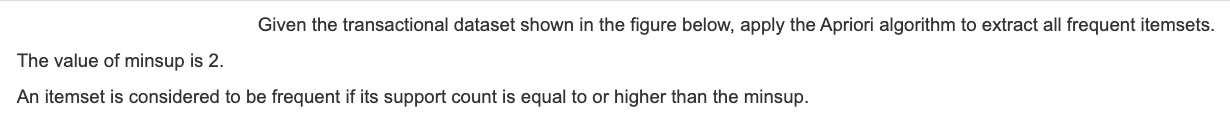 Given the transactional dataset shown in the figure below, apply the Apriori algorithm to extract all frequent itemsets.
The value of minsup is 2.
An itemset is considered to be frequent if its support count is equal to or higher than the minsup.